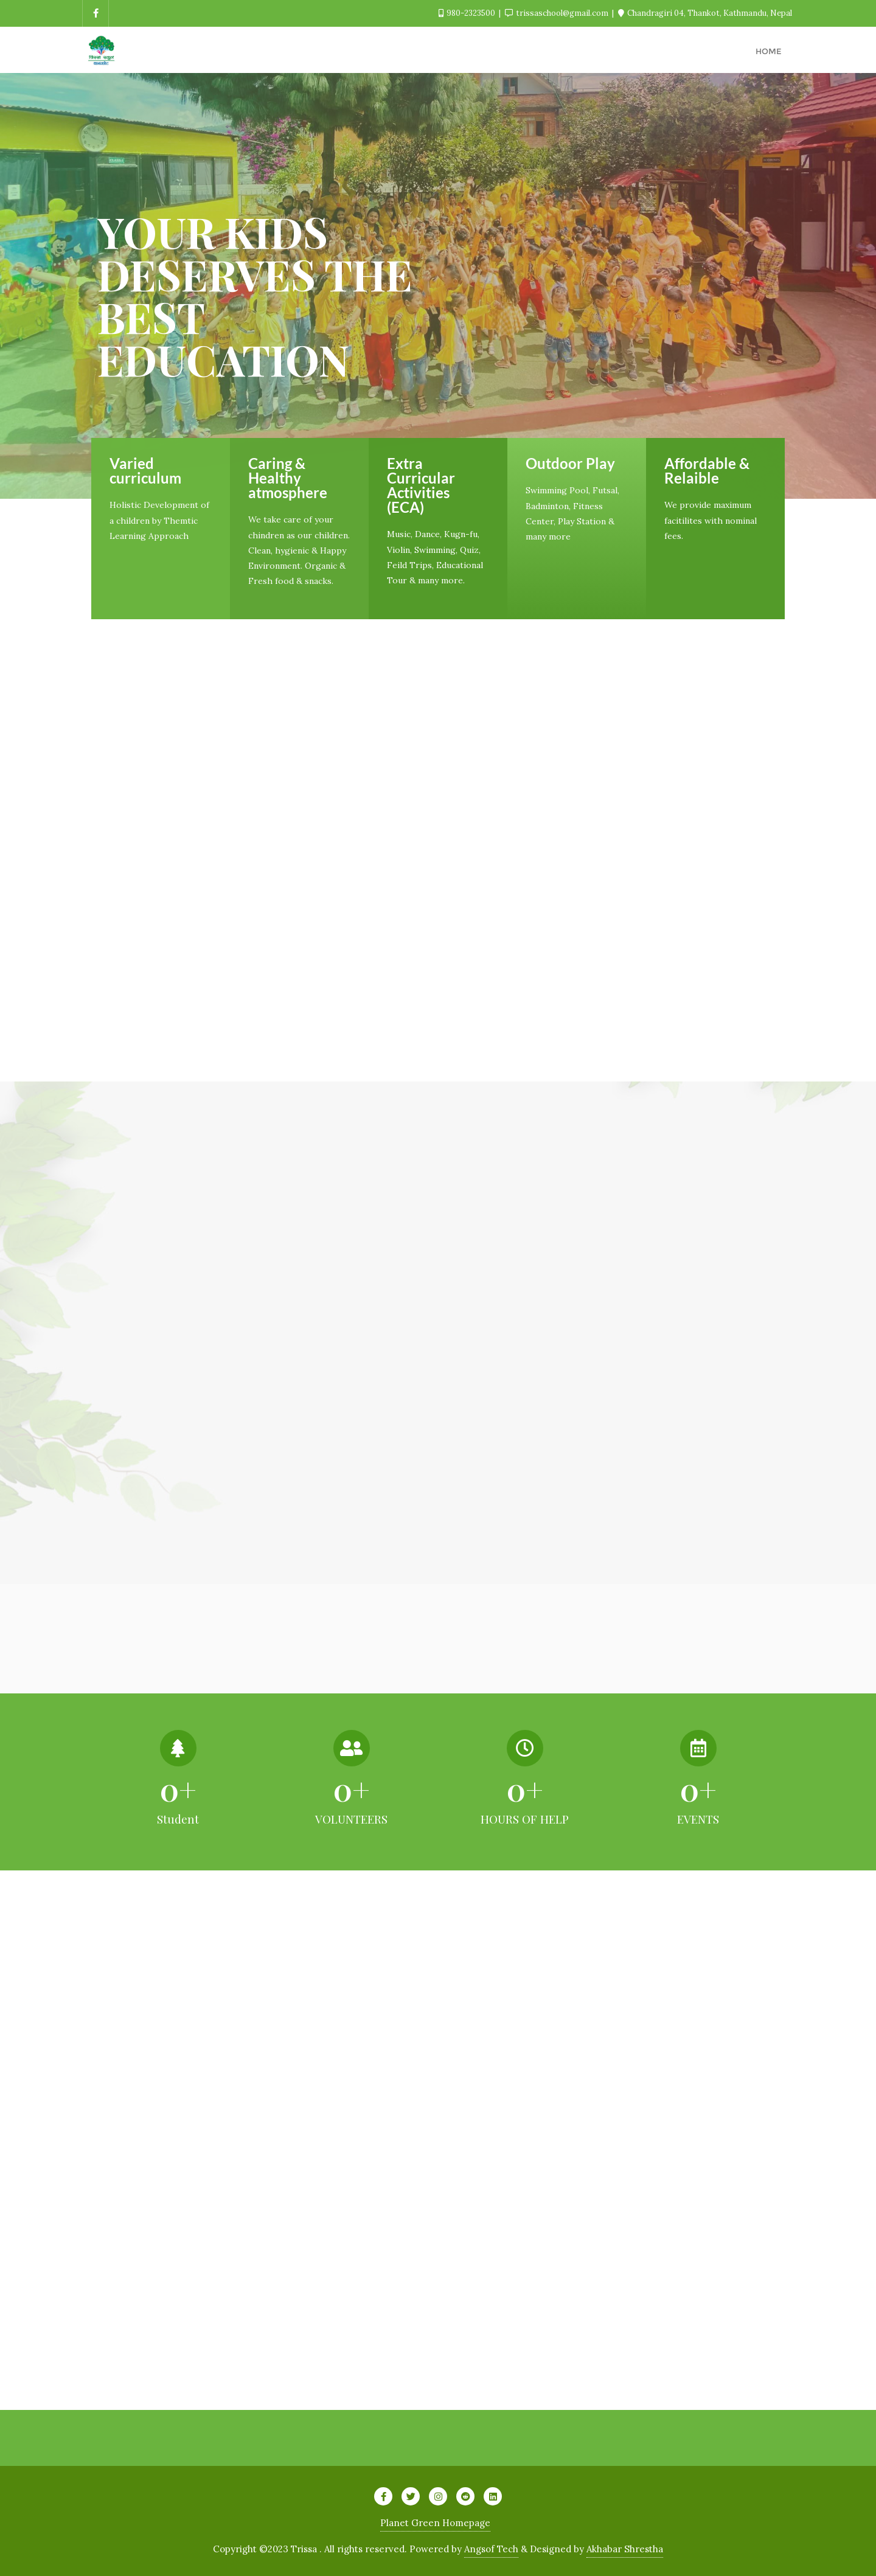 980-2323500 | trissaschool@gmail.com | Chandragiri 04, Thankot, Kathmandu, Nepal
HOME
YOUR KIDS
DESERVES THE
BEST
EDUCATION
Varied
curriculum
Holistic Development of
a children by Themtic
Learning Approach
Caring &
Healthy
atmosphere
We take care of your
chindren as our children.
Clean, hygienic & Happy
Environment. Organic &
Fresh food & snacks.
Extra
Curricular
Activities
(ECA)
Music, Dance, Kugn-fu,
Violin, Swimming, Quiz,
Feild Trips, Educational
Tour & many more.
Outdoor Play
Swimming Pool, Futsal,
Badminton, Fitness
Center, Play Station &
many more
Affordable &
Relaible
We provide maximum
facitilites with nominal
fees.
0+
Student
0+
VOLUNTEERS
0+
HOURS OF HELP
0+
EVENTS
Planet Green Homepage
Copyright ©2023 Trissa . All rights reserved. Powered by Angsof Tech & Designed by Akhabar Shrestha